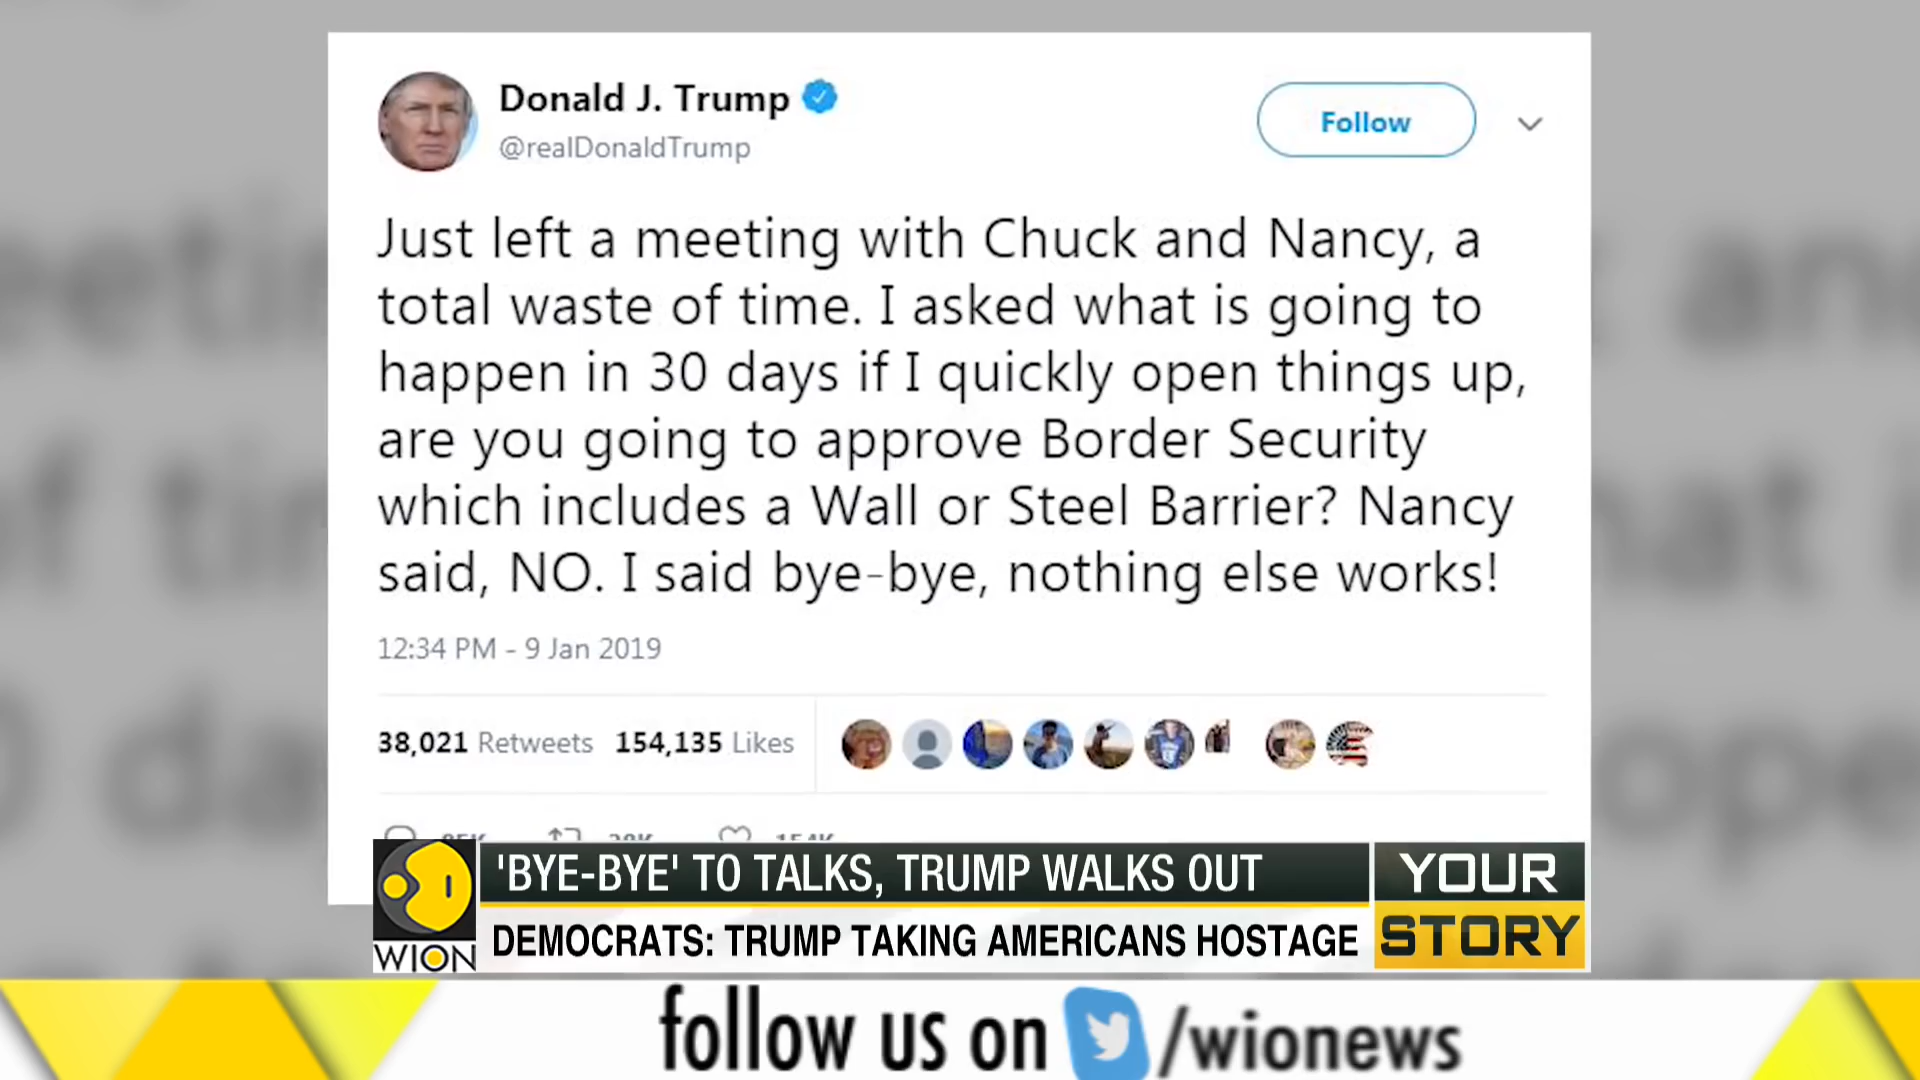 Donald J. Trump
@realDonaldTrump
Follow
Just left a meeting with Chuck and Nancy, a
total waste of time. I asked what is going to
happen in 30 days if I quickly open things up,
are you going to approve Border Security
which includes a Wall or Steel Barrier? Nancy
said, NO. I said bye-bye, nothing else works!
12:34 PM - 9 Jan 2019
38,021 Retweets 154,135 Likes
'BYE-BYE' TO TALKS, TRUMP WALKS OUT
DEMOCRATS: TRUMP TAKING AMERICANS HOSTAGE
WION
YOUR
STORY
follow us on /wionews